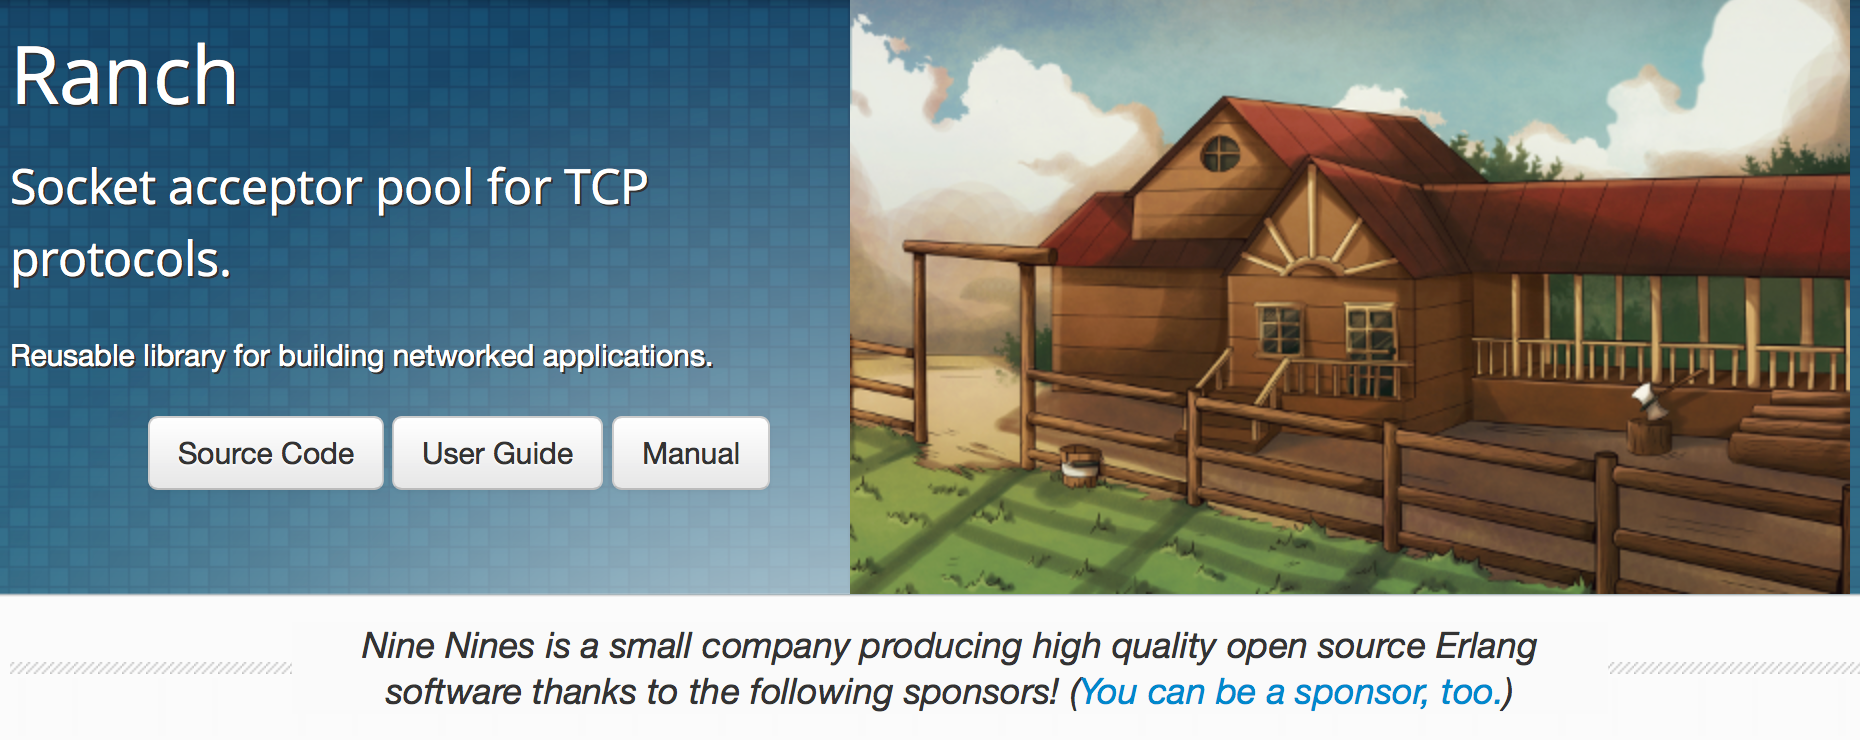 Ranch
Socket acceptor pool for TCP
protocols.
Reusable library for building networked applications.
Source Code
User Guide
Manual
Nine Nines is a small company producing high quality open source Erlang
software thanks to the following sponsors! (You can be a sponsor, too.)